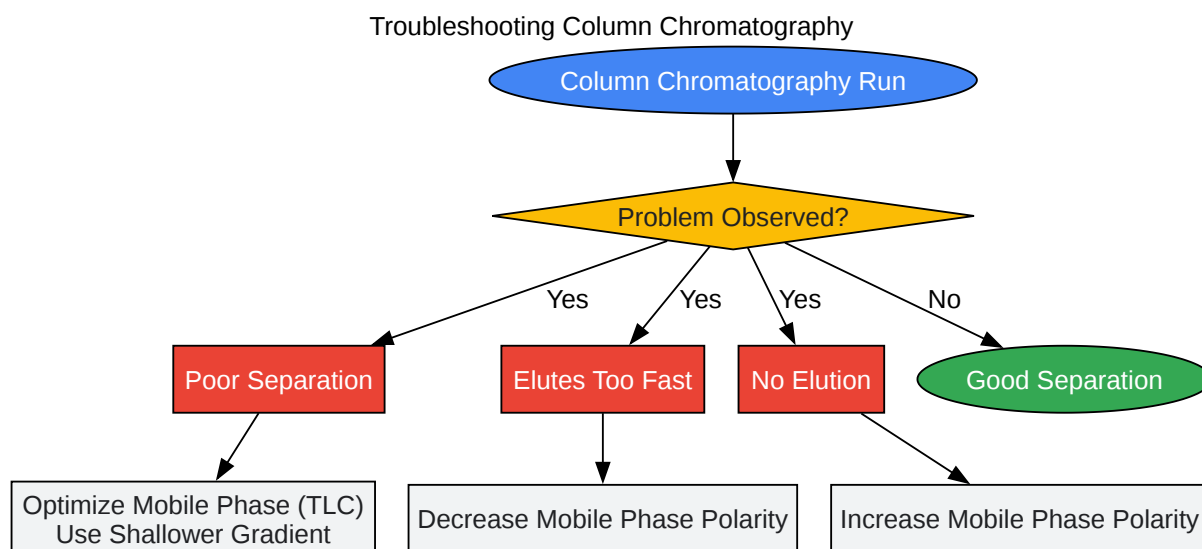 Troubleshooting Column Chromatography
Column Chromatography Run
Problem Observed?
Yes
Yes
Yes
No
Poor Separation
Elutes Too Fast
No Elution
Good Separation
Optimize Mobile Phase (TLC)
Use Shallower Gradient
Decrease Mobile Phase Polarity
Increase Mobile Phase Polarity